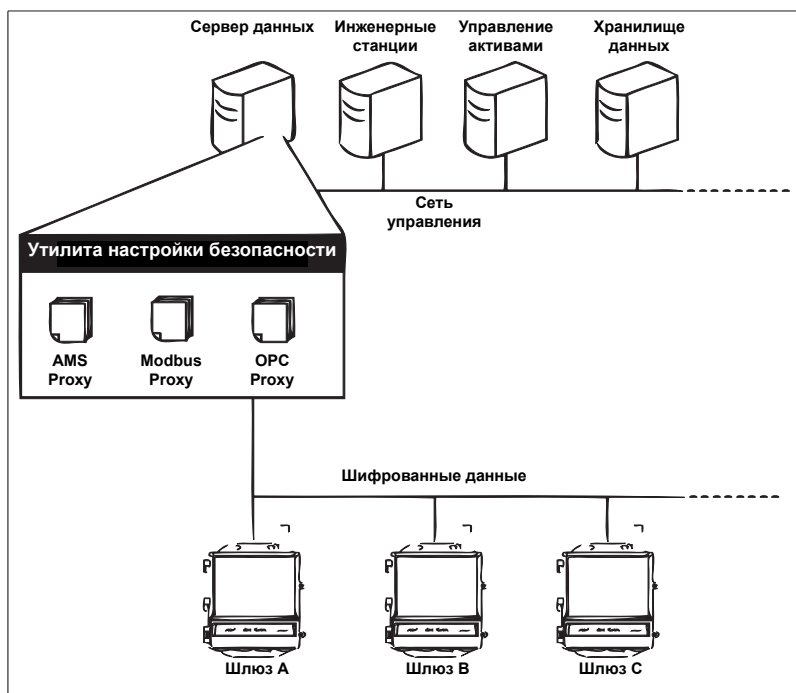 Сервер данных
Инженерные
станции
Управление
активами
Хранилище
данных
Сеть
управления
Утилита настройки безопасности
AMS
Proxy
Modbus
Proxy
OPC
Proxy
Шифрованные данные
Шлюз A
Шлюз B
Шлюз C